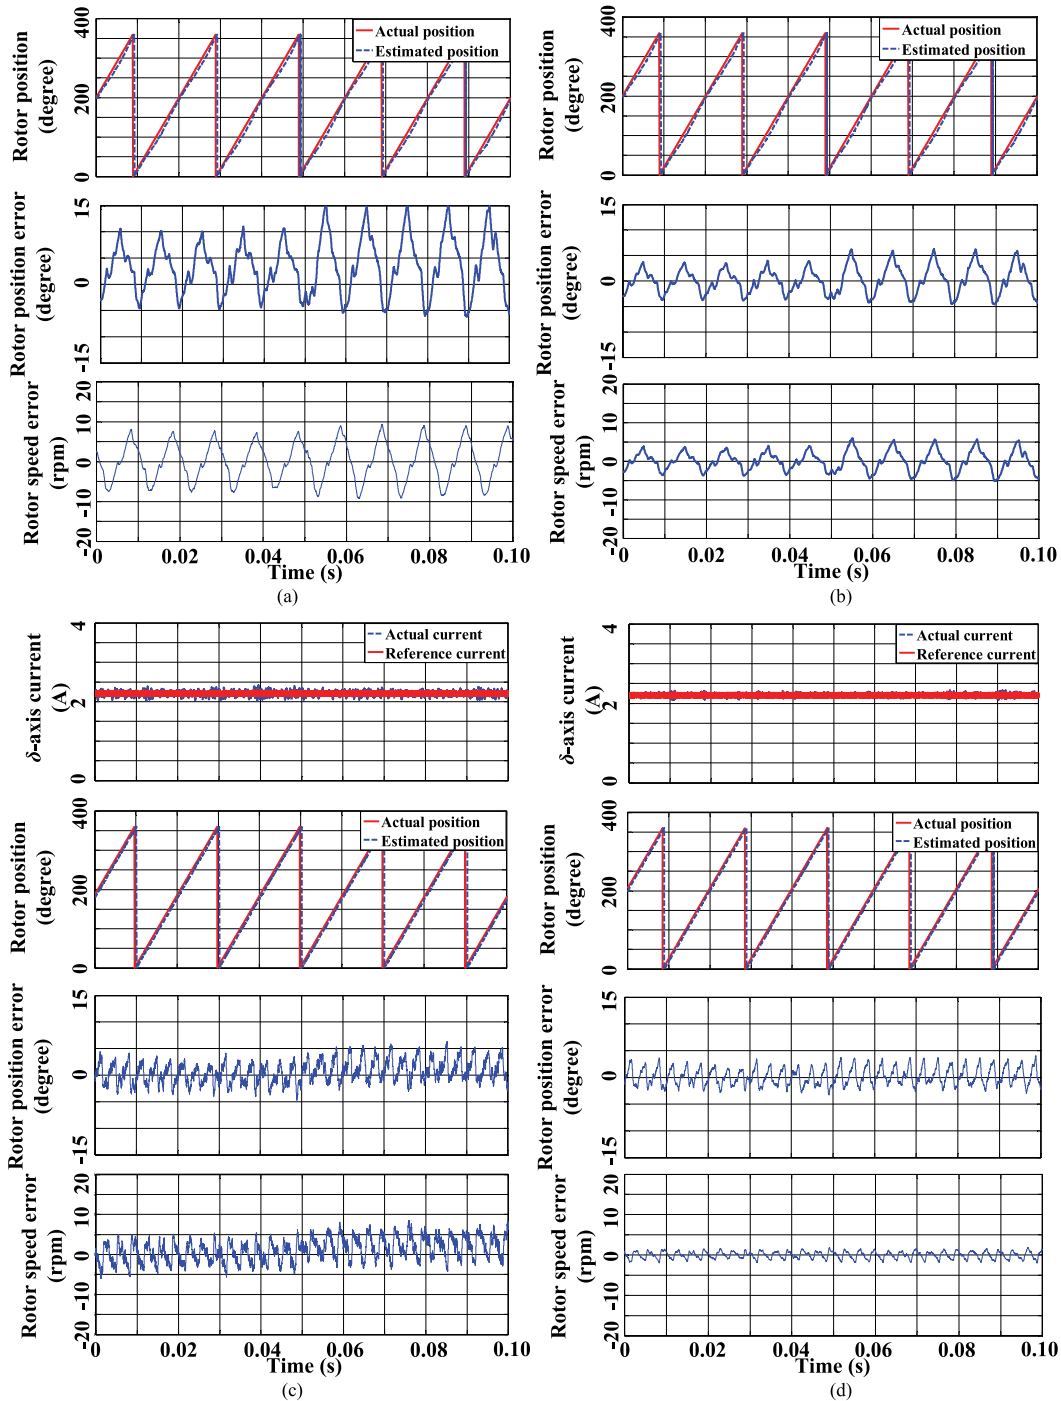 Rotor position
(degree)
400
200
0
Actual position
Estimated position
Rotor position error
(degree)
15
0
-15
Rotor speed error
(rpm)
20
10
0
-10
-20
0
0.02
0.04
0.06
0.08
0.10
Time (s)
(a)
Rotor position
(degree)
400
200
0
Actual position
Estimated position
Rotor position error
(degree)
15
0
-15
Rotor speed error
(rpm)
20
10
0
-10
-20
0
0.02
0.04
0.06
0.08
0.10
Time (s)
(b)
δ-axis current
(A)
4
2
0
Actual current
Reference current
Rotor position
(degree)
400
200
0
Actual position
Estimated position
Rotor position error
(degree)
15
0
-15
Rotor speed error
(rpm)
20
10
0
-10
-20
0
0.02
0.04
0.06
0.08
0.10
Time (s)
(c)
δ-axis current
(A)
4
2
0
Actual current
Reference current
Rotor position
(degree)
400
200
0
Actual position
Estimated position
Rotor position error
(degree)
15
0
-15
Rotor speed error
(rpm)
20
10
0
-10
-20
0
0.02
0.04
0.06
0.08
0.10
Time (s)
(d)